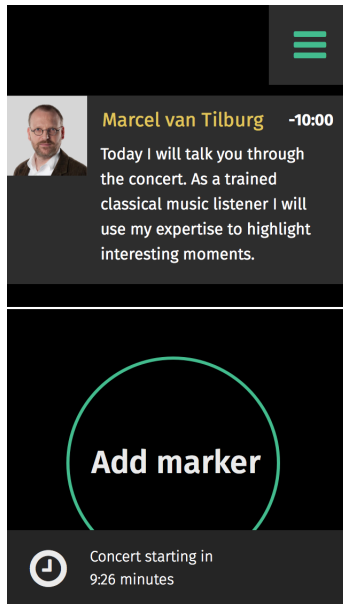 Marcel van Tilburg -10:00
Today I will talk you through
the concert. As a trained
classical music listener I will
use my expertise to highlight
interesting moments.
Add marker
Concert starting in
9:26 minutes